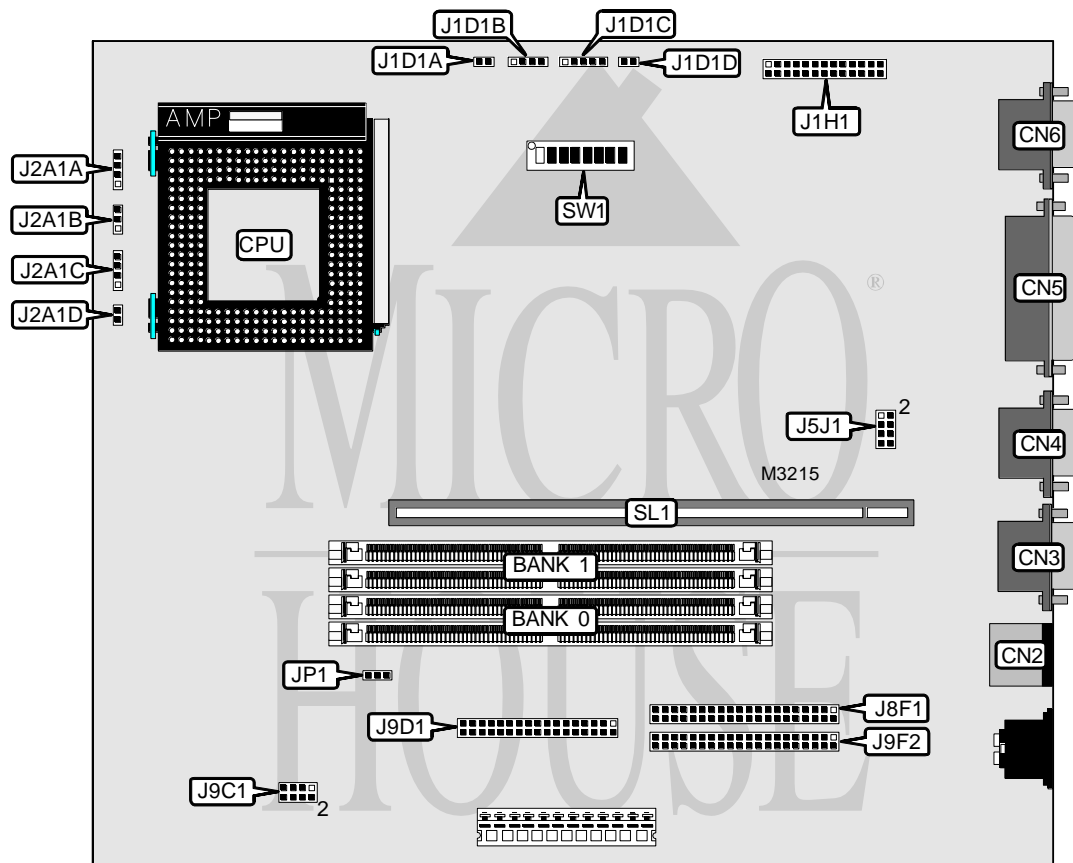 J1D1B
J1D1C
J1D1A
J1D1D
J1H1
AMP
CN6
J2A1A
SW1
J2A1B
CPU
J2A1C
CN5
J2A1D
MICRO
®
2
J5J1
CN4
M3215
SL1
BANK 1
CN3
BANK 0
HOUSE
CN2
JP1
J8F1
J9D1
J9F2
J9C1
2